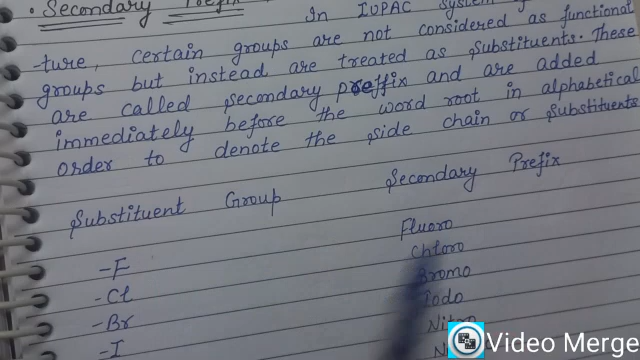 • Secondary Prefix In IUPAC system
-ture, certain groups are not considered as functional
groups but instead are treated as substituents. These
are called secondary preffix and are added
immediately before the word root in alphabetical
order to denote the side chain or substituents
Substituent Group Secondary Prefix
-F Fluoro
-Cl Chloro
-Br Bromo
-I Iodo
Nitro
Video Merge